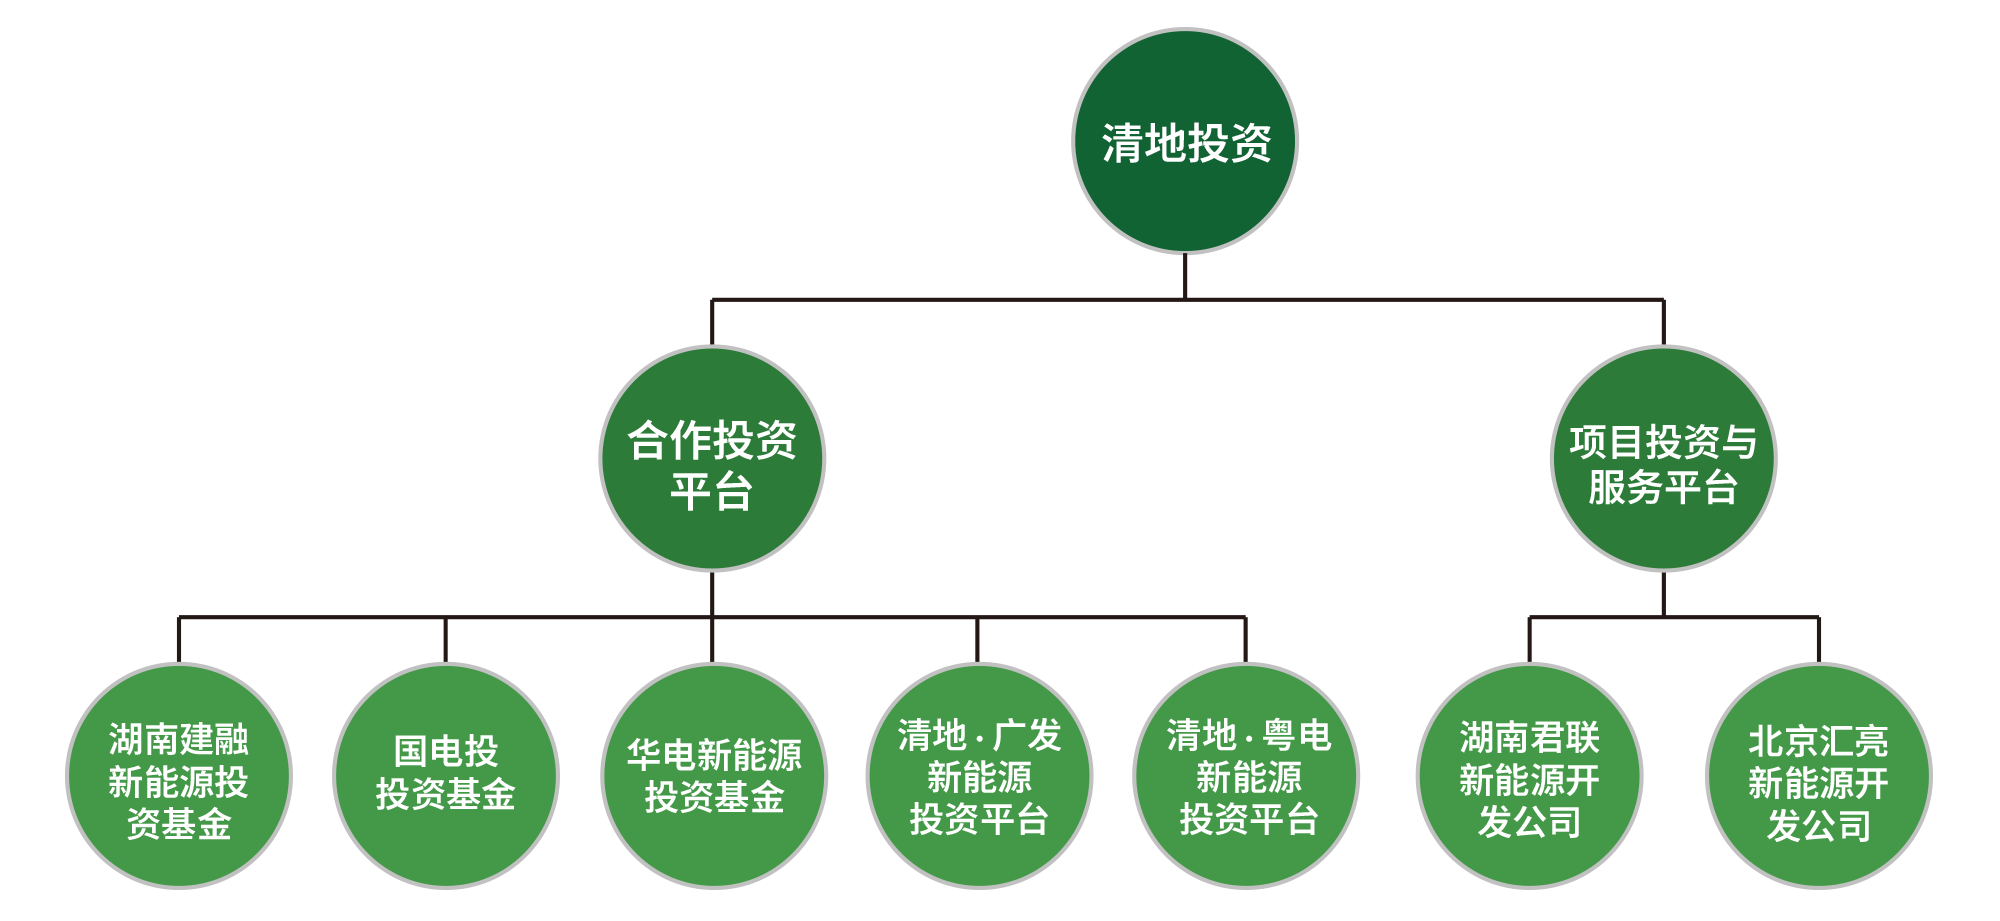 清地投资
合作投资
平台
项目投资与
服务平台
湖南建融
新能源投
资基金
国电投
投资基金
华电新能源
投资基金
清地·广发
新能源
投资平台
清地·粤电
新能源
投资平台
湖南君联
新能源开
发公司
北京汇亮
新能源开
发公司